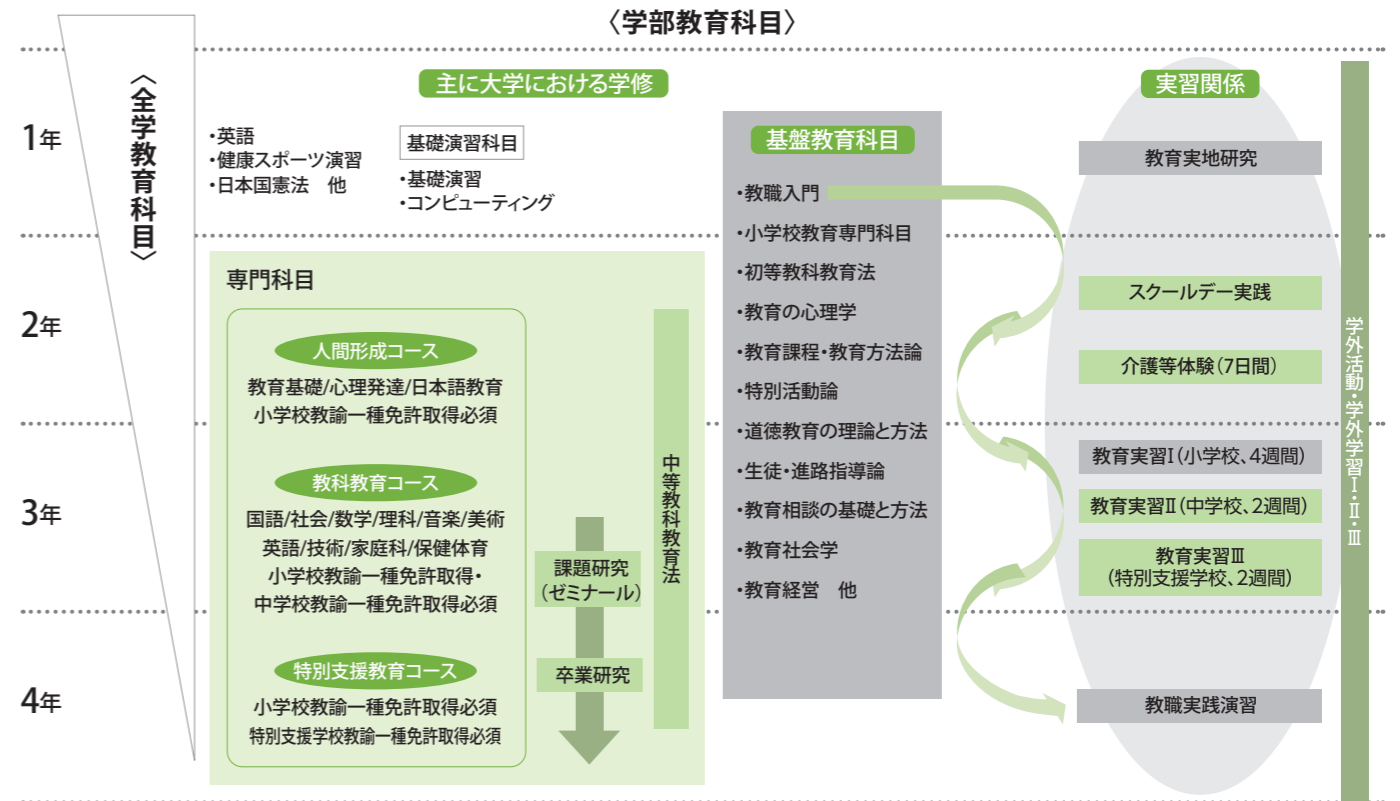 〈学部教育科目〉
〈全学教育科目〉
1年
2年
3年
4年
主に大学における学修
・英語
・健康スポーツ演習
・日本国憲法　他
基礎演習科目
・基礎演習
・コンピューティング
専門科目
人間形成コース
教育基礎/心理発達/日本語教育
小学校教諭一種免許取得必須
教科教育コース
国語/社会/数学/理科/音楽/美術
英語/技術/家庭科/保健体育
小学校教諭一種免許取得・
中学校教諭一種免許取得必須
特別支援教育コース
小学校教諭一種免許取得必須
特別支援学校教諭一種免許取得必須
課題研究
(ゼミナール)
卒業研究
中等教科教育法
基盤教育科目
・教職入門
・小学校教育専門科目
・初等教科教育法
・教育の心理学
・教育課程・教育方法論
・特別活動論
・道徳教育の理論と方法
・生徒・進路指導論
・教育相談の基礎と方法
・教育社会学
・教育経営　他
実習関係
教育実地研究
スクールデー実践
介護等体験(7日間)
教育実習Ⅰ(小学校、4週間)
教育実習Ⅱ(中学校、2週間)
教育実習Ⅲ
(特別支援学校、2週間)
教職実践演習
学外活動・学外学習Ⅰ・Ⅱ・Ⅲ